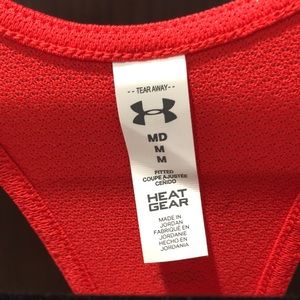 -- TEAR AWAY --
MD
M
M
FITTED
COUPE AJUSTÉE
CEÑIDO
HEAT
GEAR
MADE IN
JORDAN
FABRIQUÉ EN
JORDANIE
HECHO EN
JORDANIA